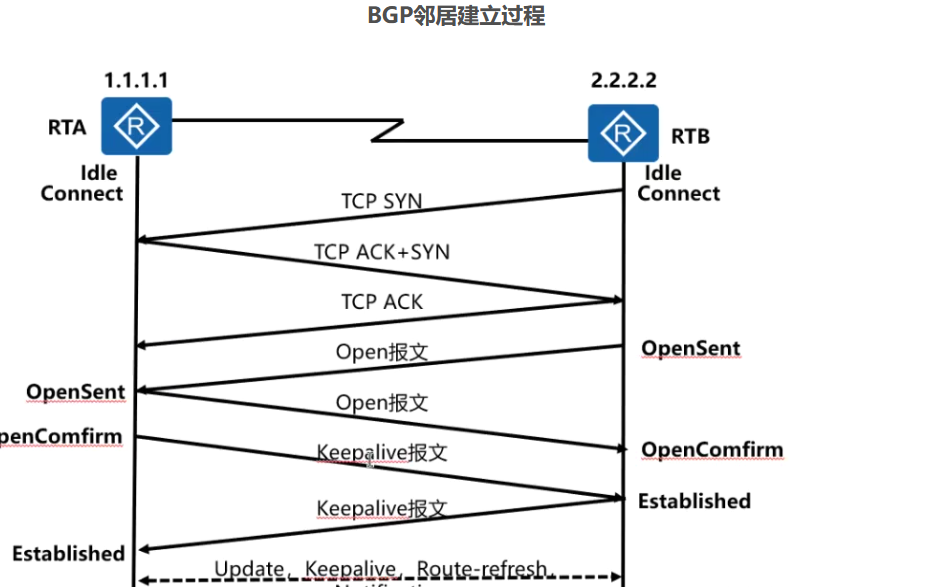 BGP邻居建立过程
1.1.1.1
2.2.2.2
RTA
R
R
RTB
Idle
Connect
Idle
Connect
TCP SYN
TCP ACK+SYN
TCP ACK
Open报文
OpenSent
OpenSent
Open报文
penComfirm
OpenComfirm
Keepalive报文
Established
Keepalive报文
Established
Update, Keepalive, Route-refresh,